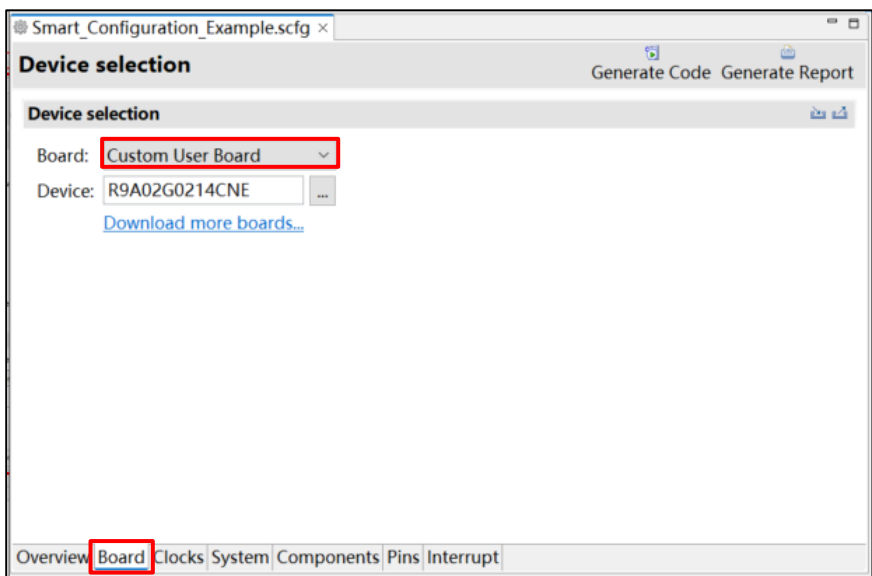 Smart_Configuration_Example.scfg ×
Device selection
Generate Code Generate Report
Device selection
Board: Custom User Board
Device: R9A02G0214CNE ...
Download more boards...
Overview Board Clocks System Components Pins Interrupt